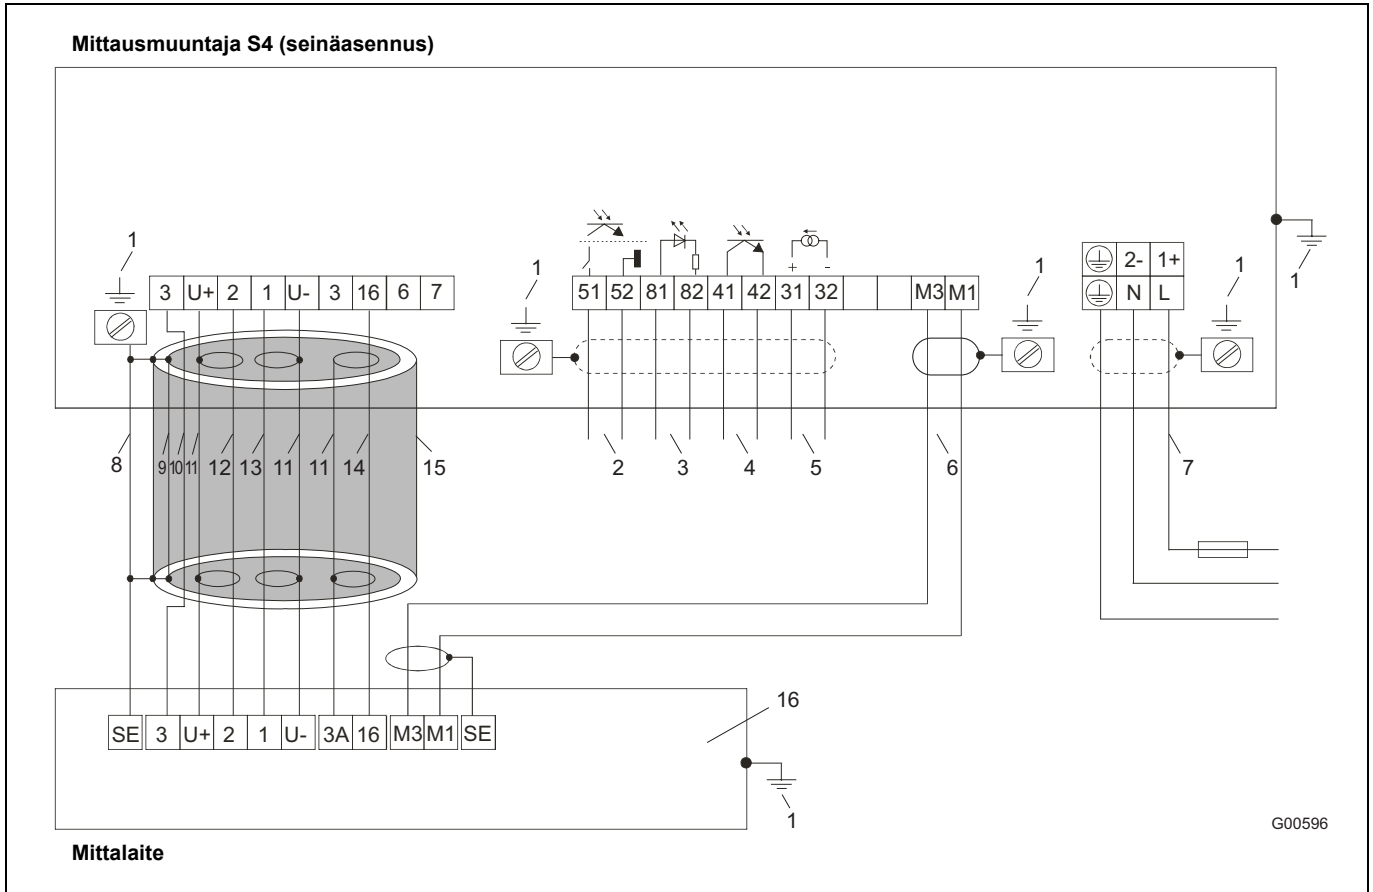 Mittausmuuntaja S4 (seinäasennus)
1
1
1
1
1
3 U+ 2 1 U- 3 16 6 7
+ -
51 52 81 82 41 42 31 32 M3 M1
2- 1+
N L
8 9 10 11 12 13 11 11 14 15
2 3 4 5 6 7
16
SE 3 U+ 2 1 U- 3A 16 M3 M1 SE
1
G00596
Mittalaite